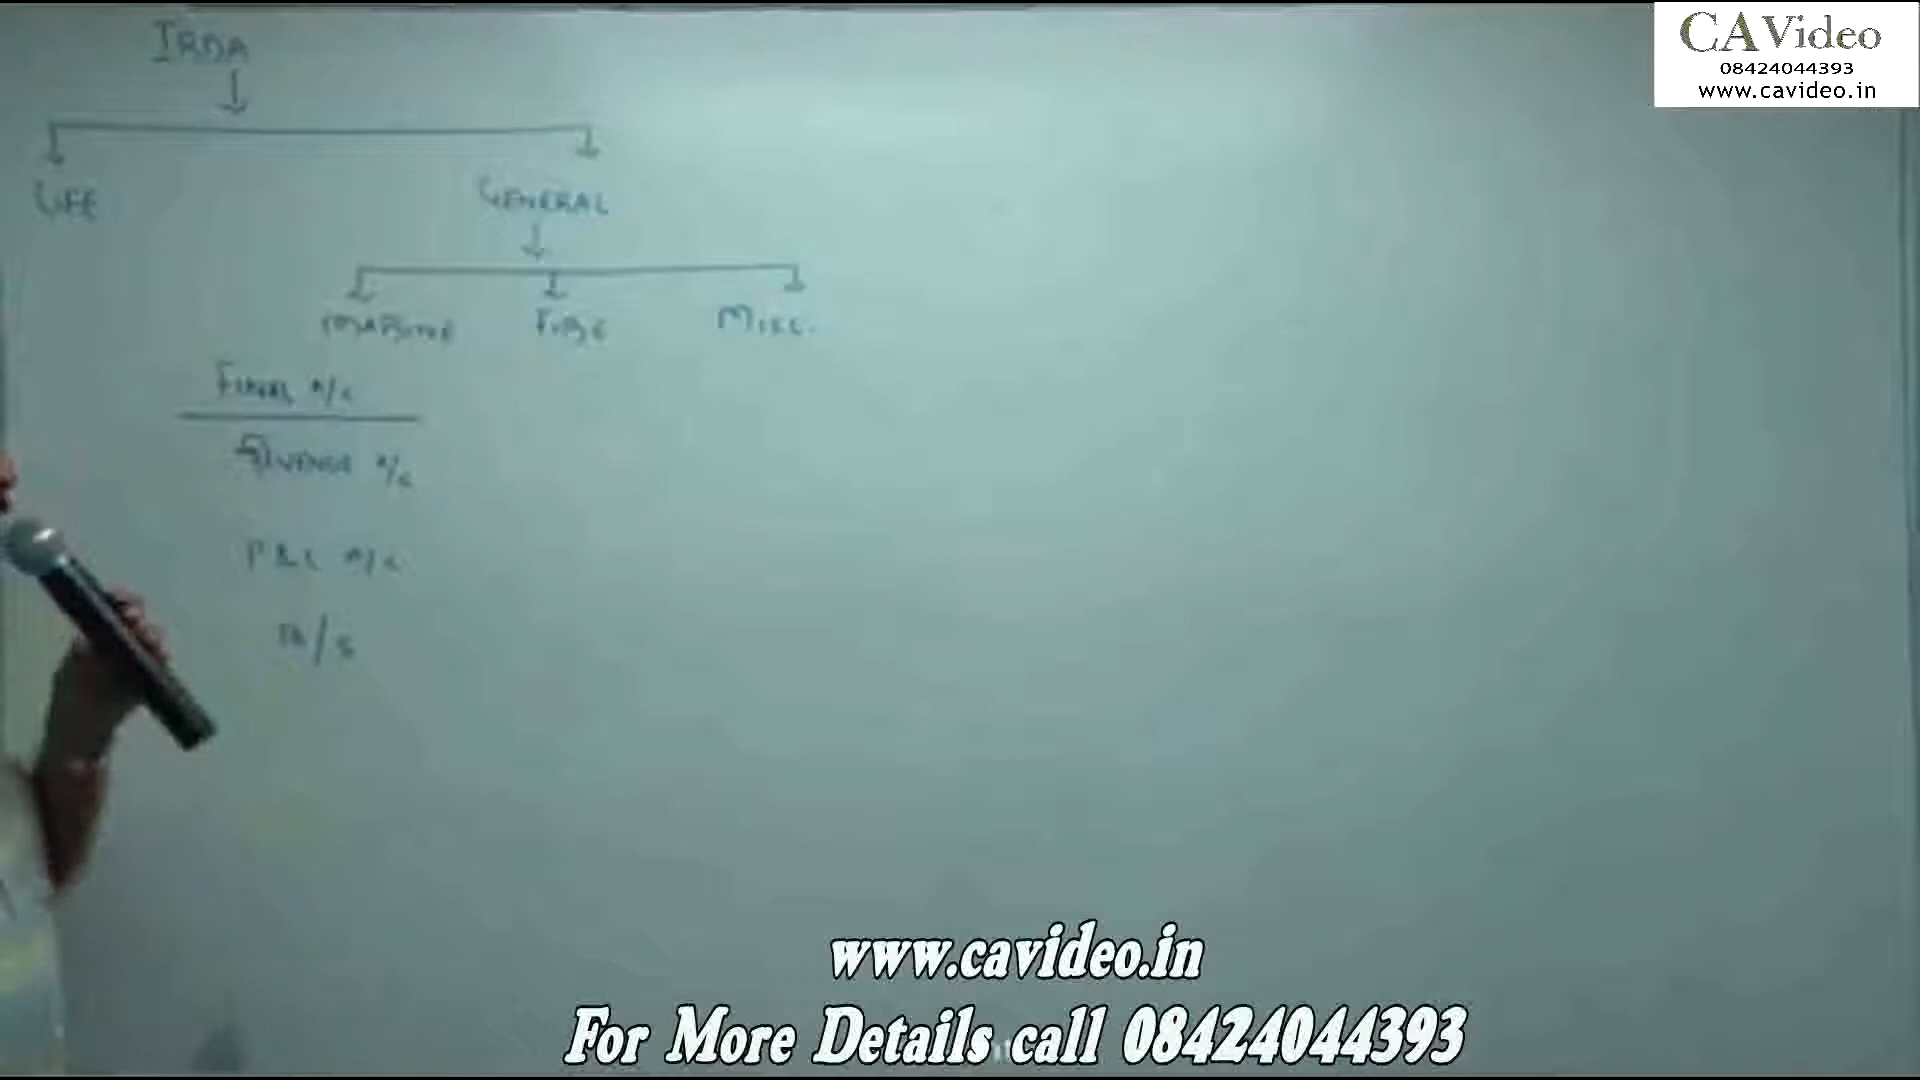 CAVideo
08424044393
www.cavideo.in
IRDA
LIFE
GENERAL
MARINE FIRE MISC.
FINAL A/C
REVENUE A/C
P & L A/C
B/S
www.cavideo.in
For More Details call 08424044393